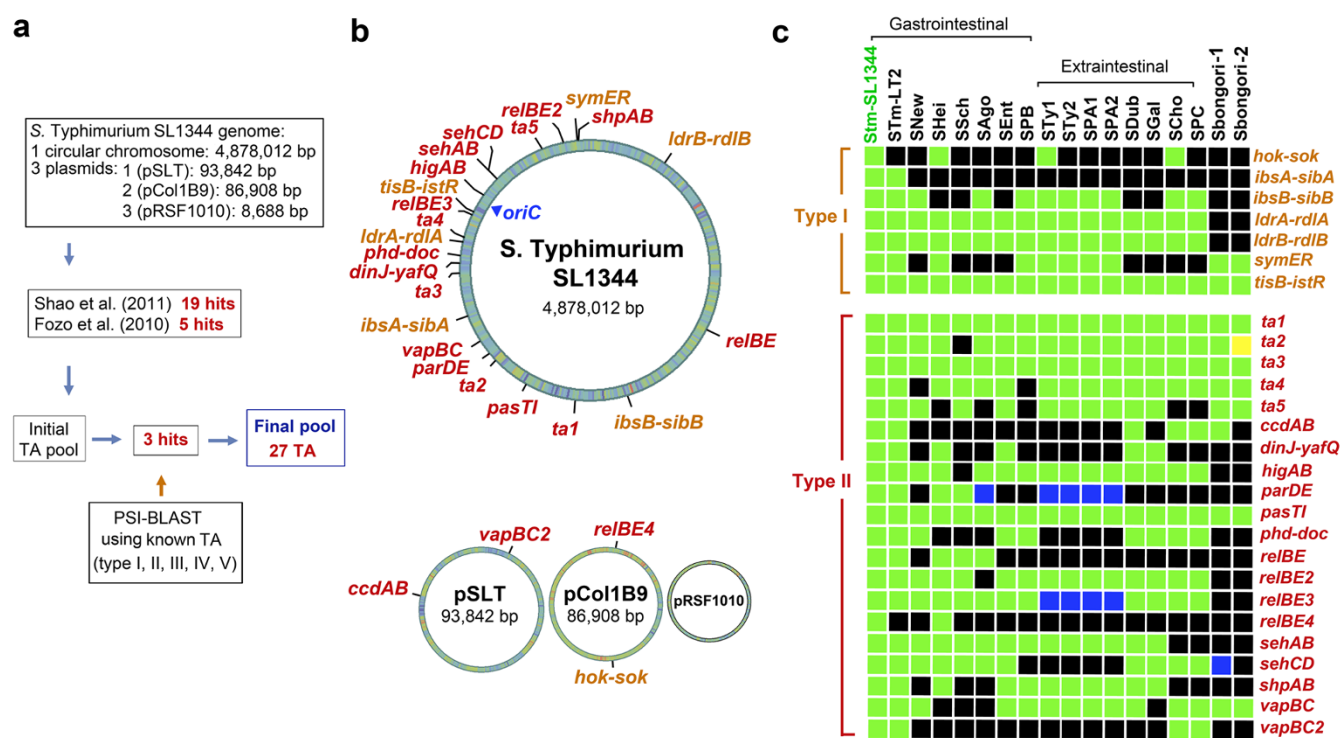 a
S. Typhimurium SL1344 genome:
1 circular chromosome: 4,878,012 bp
3 plasmids: 1 (pSLT) 93,842 bp
2 (pCol1B9) 86,908 bp
3 (pRSF1010) 8,688 bp
Shao et al. (2011) 19 hits
Fozo et al. (2010) 5 hits
Initial
TA pool
3 hits
Final pool
27 TA
PSI-BLAST
using known TA
(type I, II, III, IV, V)
b
symER
relBE2
shpAB
ta5
sehCD
ldrB-rdlB
sehAB
higAB
tisB-istR
relBE3
oriC
ta4
ldrA-rdlA
phd-doc
dinJ-yafQ
ta3
ibsA-sibA
vapBC
parDE
ta2
pasTI
ta1
ibsB-sibB
relBE
S. Typhimurium
SL1344
4,878,012 bp
vapBC2
relBE4
ccdAB
pSLT
93,842 bp
pCol1B9
86,908 bp
pRSF1010
hok-sok
c
Gastrointestinal
Extraintestinal
Stm-SL1344
STm-LT2
SNew
SHei
SSch
SAgo
SEnt
SPB
STy1
STy2
SPA1
SPA2
SDub
SGal
SCho
SPC
Sbongori-1
Sbongori-2
Type I
hok-sok
ibsA-sibA
ibsB-sibB
ldrA-rdlA
ldrB-rdlB
symER
tisB-istR
Type II
ta1
ta2
ta3
ta4
ta5
ccdAB
dinJ-yafQ
higAB
parDE
pasTI
phd-doc
relBE
relBE2
relBE3
relBE4
sehAB
sehCD
shpAB
vapBC
vapBC2